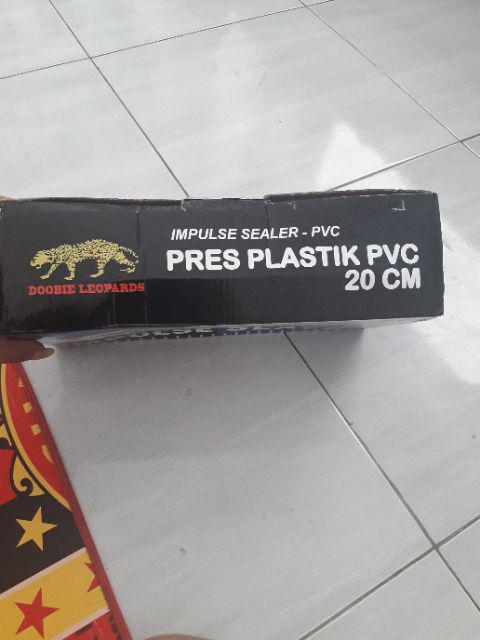 IMPULSE SEALER - PVC
PRES PLASTIK PVC
20 CM
DOOBIE LEOPARDS